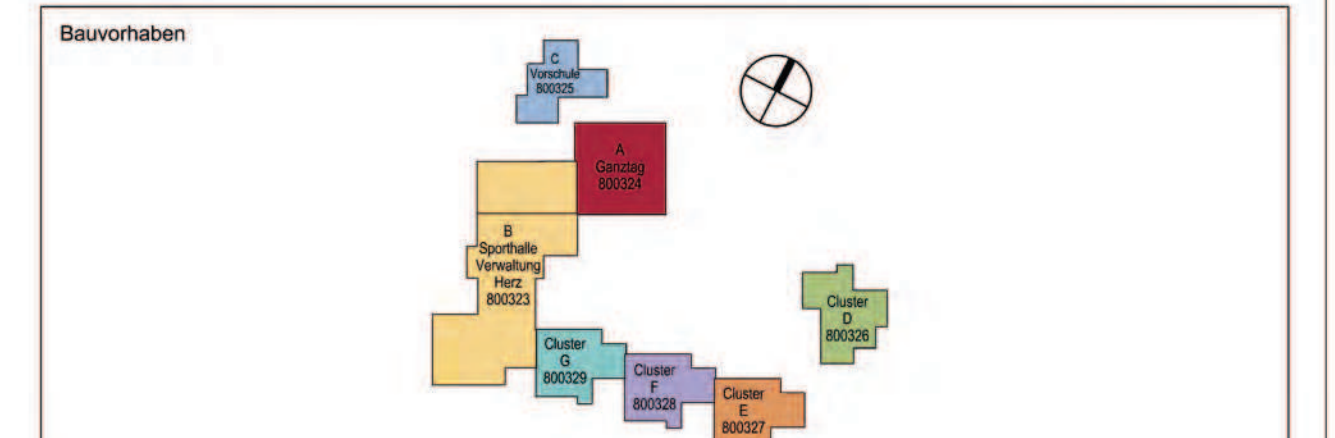 Bauvorhaben
C
Vorschule
800325
A
Ganztag
800324
B
Sporthalle
Verwaltung
Herz
800323
Cluster
D
800326
Cluster
G
800329
Cluster
F
800328
Cluster
E
800327